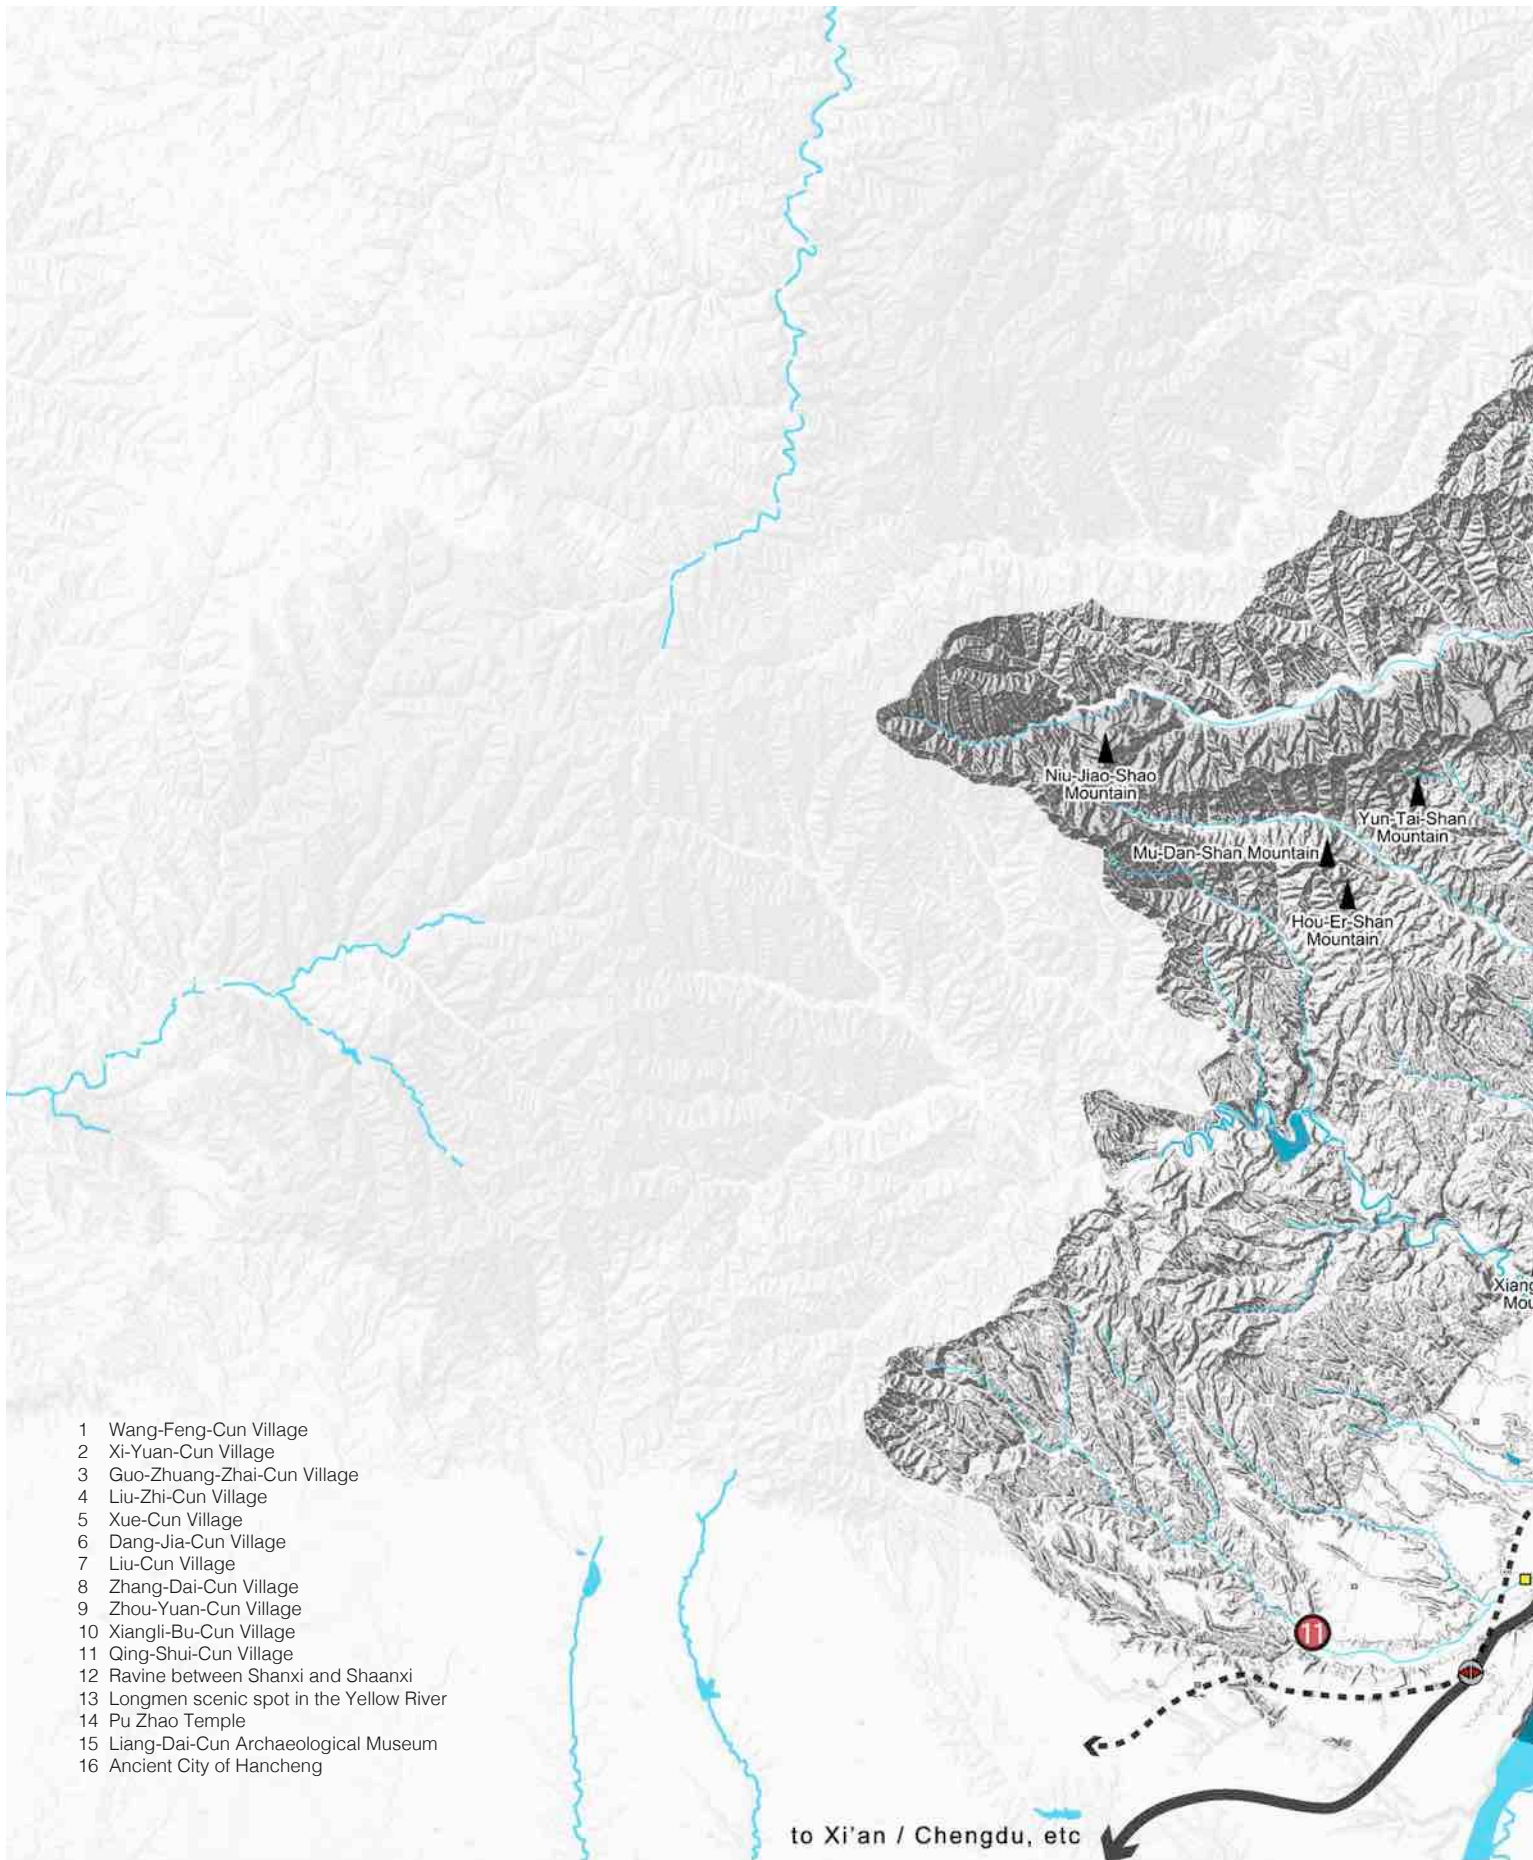 Niu-Jiao-Shao
Mountain
Yun-Tai-Shan
Mountain
Mu-Dan-Shan Mountain
Hou-Er-Shan
Mountain
Xiang
Mou
1 Wang-Feng-Cun Village
2 Xi-Yuan-Cun Village
3 Guo-Zhuang-Zhai-Cun Village
4 Liu-Zhi-Cun Village
5 Xue-Cun Village
6 Dang-Jia-Cun Village
7 Liu-Cun Village
8 Zhang-Dai-Cun Village
9 Zhou-Yuan-Cun Village
10 Xiangli-Bu-Cun Village
11 Qing-Shui-Cun Village
12 Ravine between Shanxi and Shaanxi
13 Longmen scenic spot in the Yellow River
14 Pu Zhao Temple
15 Liang-Dai-Cun Archaeological Museum
16 Ancient City of Hancheng
11
to Xi'an / Chengdu, etc